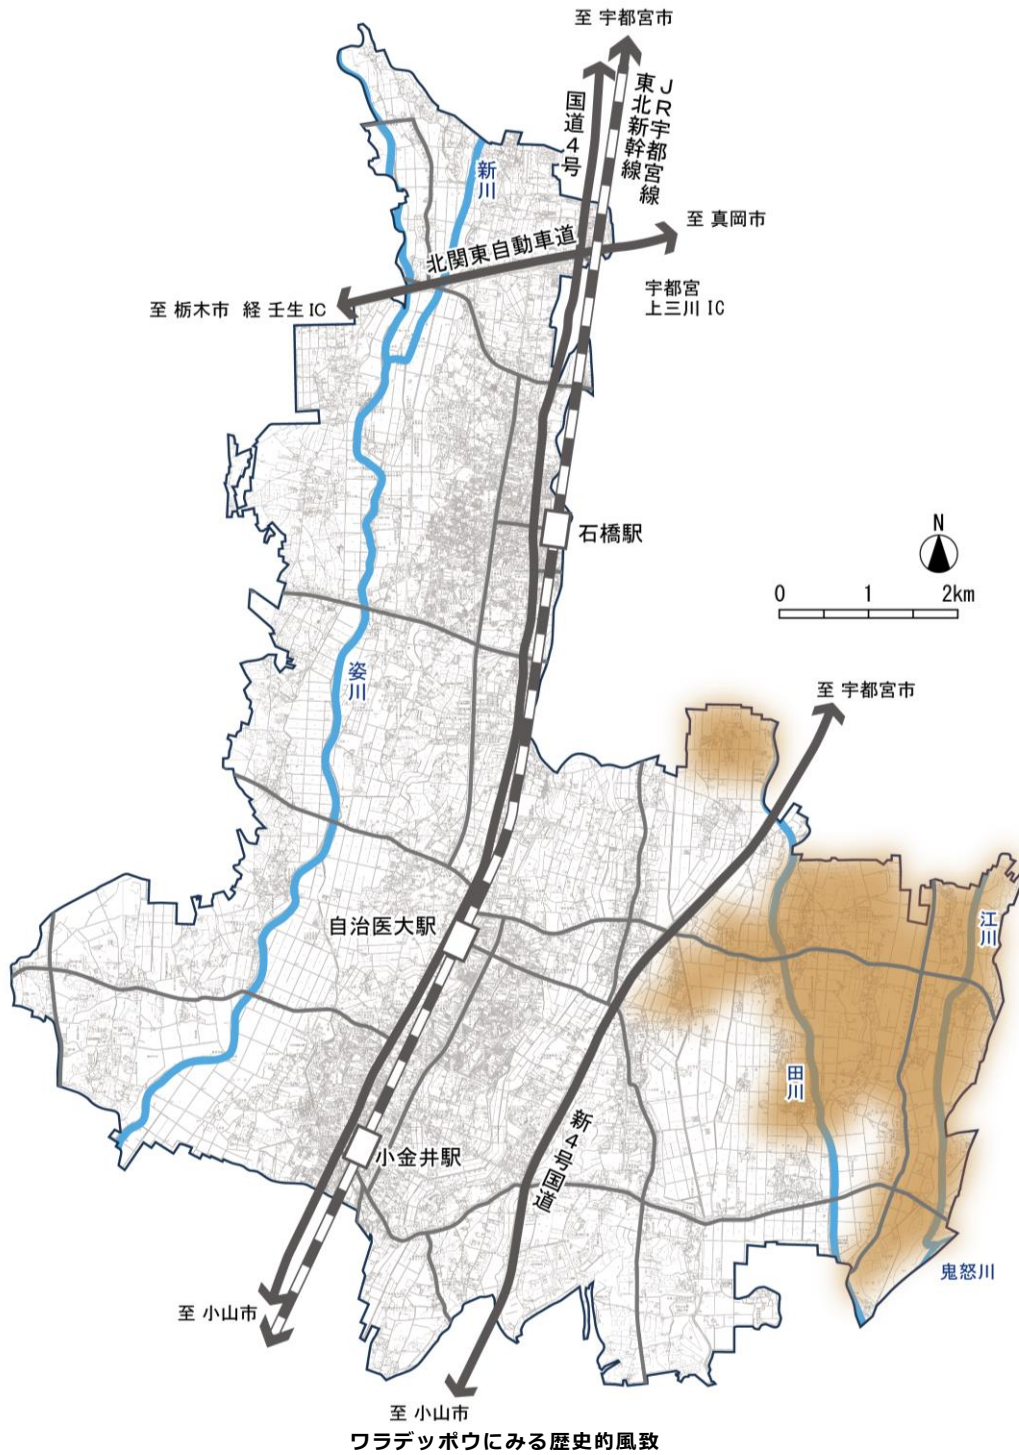 至 宇都宮市
JR宇都宮線
東北新幹線
国道4号
新川
至 真岡市
北関東自動車道
宇都宮
上三川 IC
至 栃木市 経 壬生 IC
石橋駅
N
0 1 2km
姿川
至 宇都宮市
自治医大駅
江川
田川
新4号国道
小金井駅
鬼怒川
至 小山市
至 小山市
ワラデッポウにみる歴史的風致